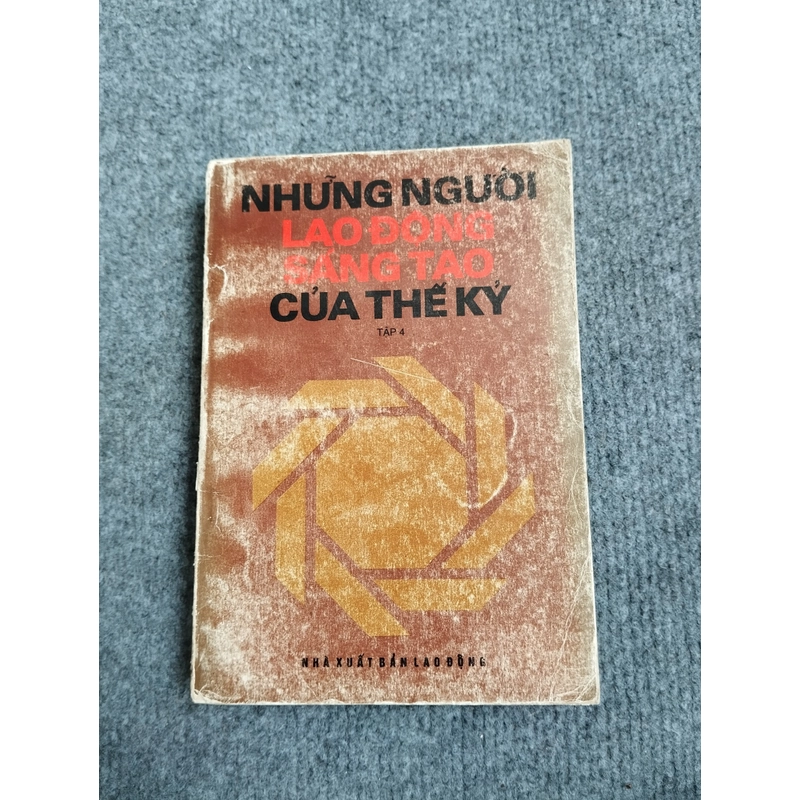 NHỮNG NGƯỜI
LAO ĐỘNG
SÁNG TẠO
CỦA THẾ KỶ
TẬP 4
NHÀ XUẤT BẢN LAO ĐỘNG